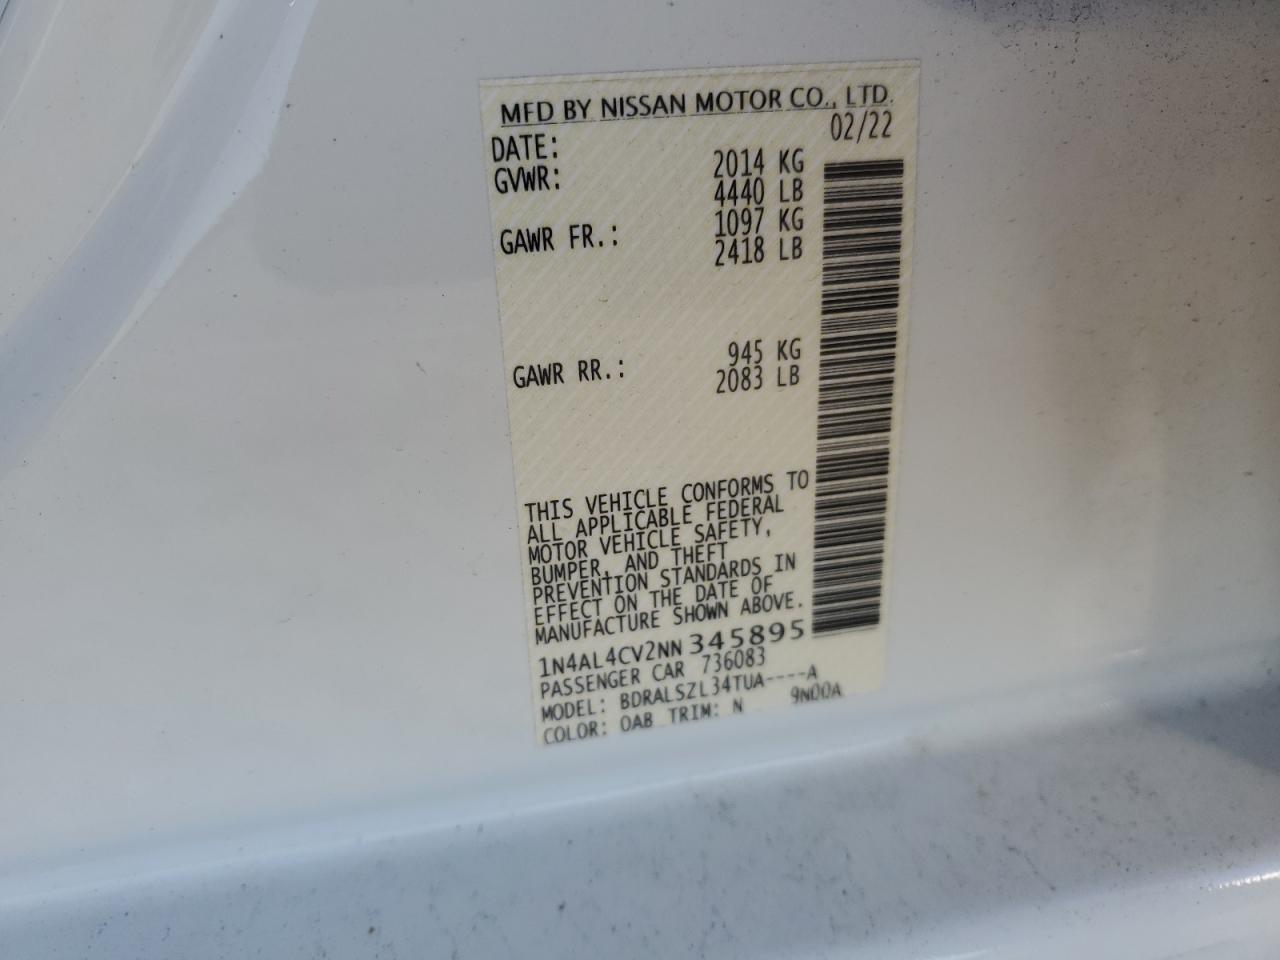 MFD BY NISSAN MOTOR CO., LTD.
DATE: 02/22
GVWR: 2014 KG
4440 LB
GAWR FR.: 1097 KG
2418 LB
GAWR RR.: 945 KG
2083 LB
THIS VEHICLE CONFORMS TO
ALL APPLICABLE FEDERAL
MOTOR VEHICLE SAFETY,
BUMPER, AND THEFT
PREVENTION STANDARDS IN
EFFECT ON THE DATE OF
MANUFACTURE SHOWN ABOVE.
1N4AL4CV2NN345895
PASSENGER CAR 736083
MODEL: BDRALSZL34TUA----A
COLOR: OAB TRIM: N 9N00A